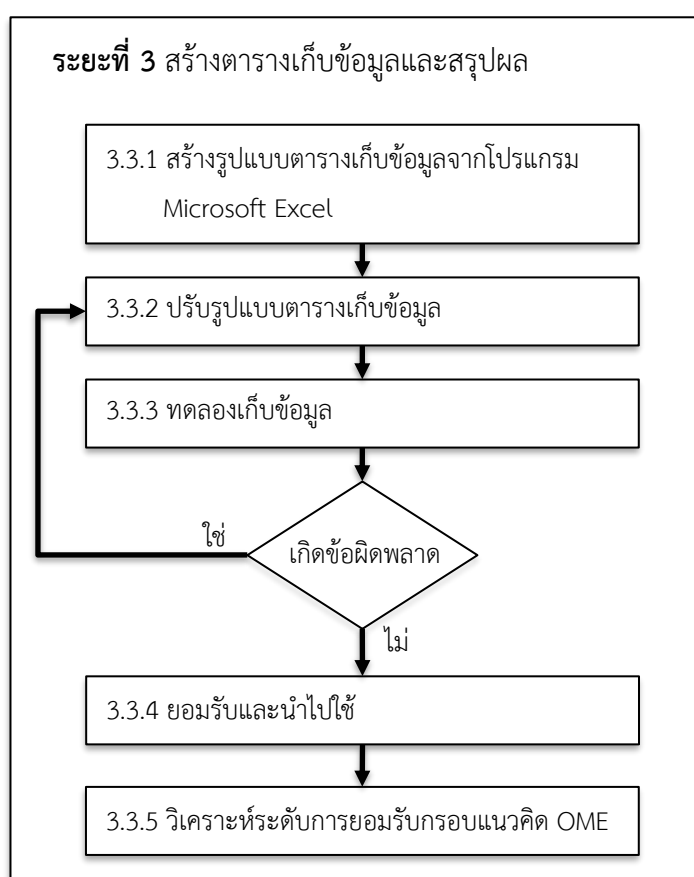 ระยะที่ 3 สร้างตารางเก็บข้อมูลและสรุปผล
3.3.1 สร้างรูปแบบตารางเก็บข้อมูลจากโปรแกรม
Microsoft Excel
3.3.2 ปรับรูปแบบตารางเก็บข้อมูล
3.3.3 ทดลองเก็บข้อมูล
ใช่
เกิดข้อผิดพลาด
ไม่
3.3.4 ยอมรับและนำไปใช้
3.3.5 วิเคราะห์ระดับการยอมรับกรอบแนวคิด OME